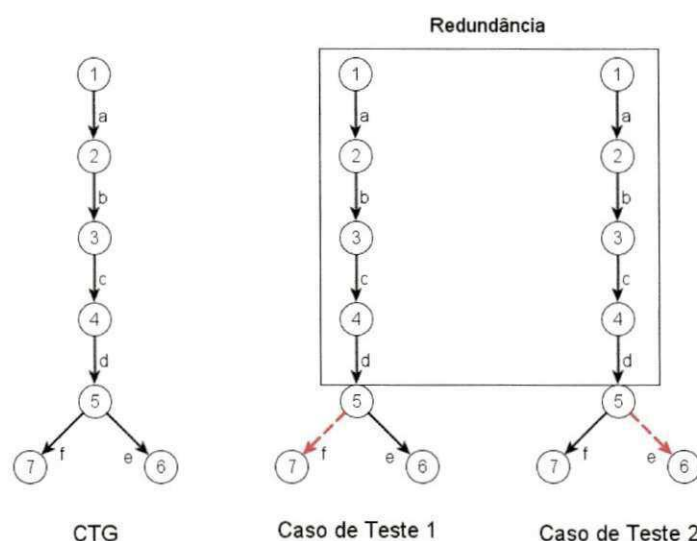 Redundância
1 1 1
a a a
2 2 2
b b b
3 3 3
c c c
4 4 4
d d d
5 5 5
f e f e f e
7 6 7 6 7 6
CTG Caso de Teste 1 Caso de Teste 2